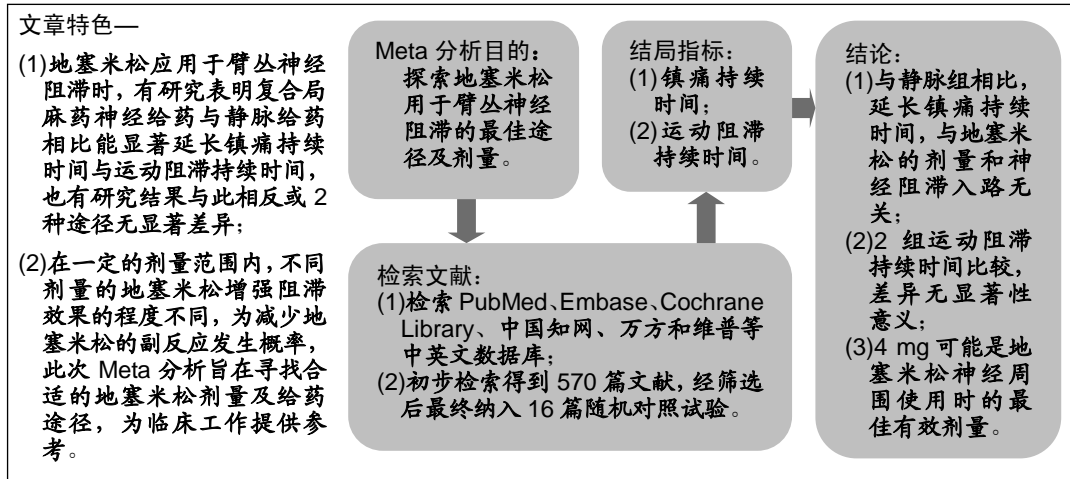 文章特色—
(1)地塞米松应用于臂丛神经
阻滞时，有研究表明复合局
麻药神经给药与静脉给药
相比能显著延长镇痛持续
时间与运动阻滞持续时间，
也有研究结果与此相反或 2
种途径无显著差异；
(2)在一定的剂量范围内，不同
剂量的地塞米松增强阻滞
效果的程度不同，为减少地
塞米松的副反应发生概率，
此次 Meta 分析旨在寻找合
适的地塞米松剂量及给药
途径，为临床工作提供参
考。
Meta 分析目的：
探索地塞米松
用于臂丛神经
阻滞的最佳途
径及剂量。
检索文献：
(1)检索 PubMed、Embase、Cochrane
Library、中国知网、万方和维普等
中英文数据库；
(2)初步检索得到 570 篇文献，经筛选
后最终纳入 16 篇随机对照试验。
结局指标：
(1)镇痛持续
时间；
(2)运动阻滞
持续时间。
结论：
(1)与静脉组相比，
延长镇痛持续
时间，与地塞米
松的剂量和神
经阻滞入路无
关；
(2)2 组运动阻滞
持续时间比较，
差异无显著性
意义；
(3)4 mg 可能是地
塞米松神经周
围使用时的最
佳有效剂量。